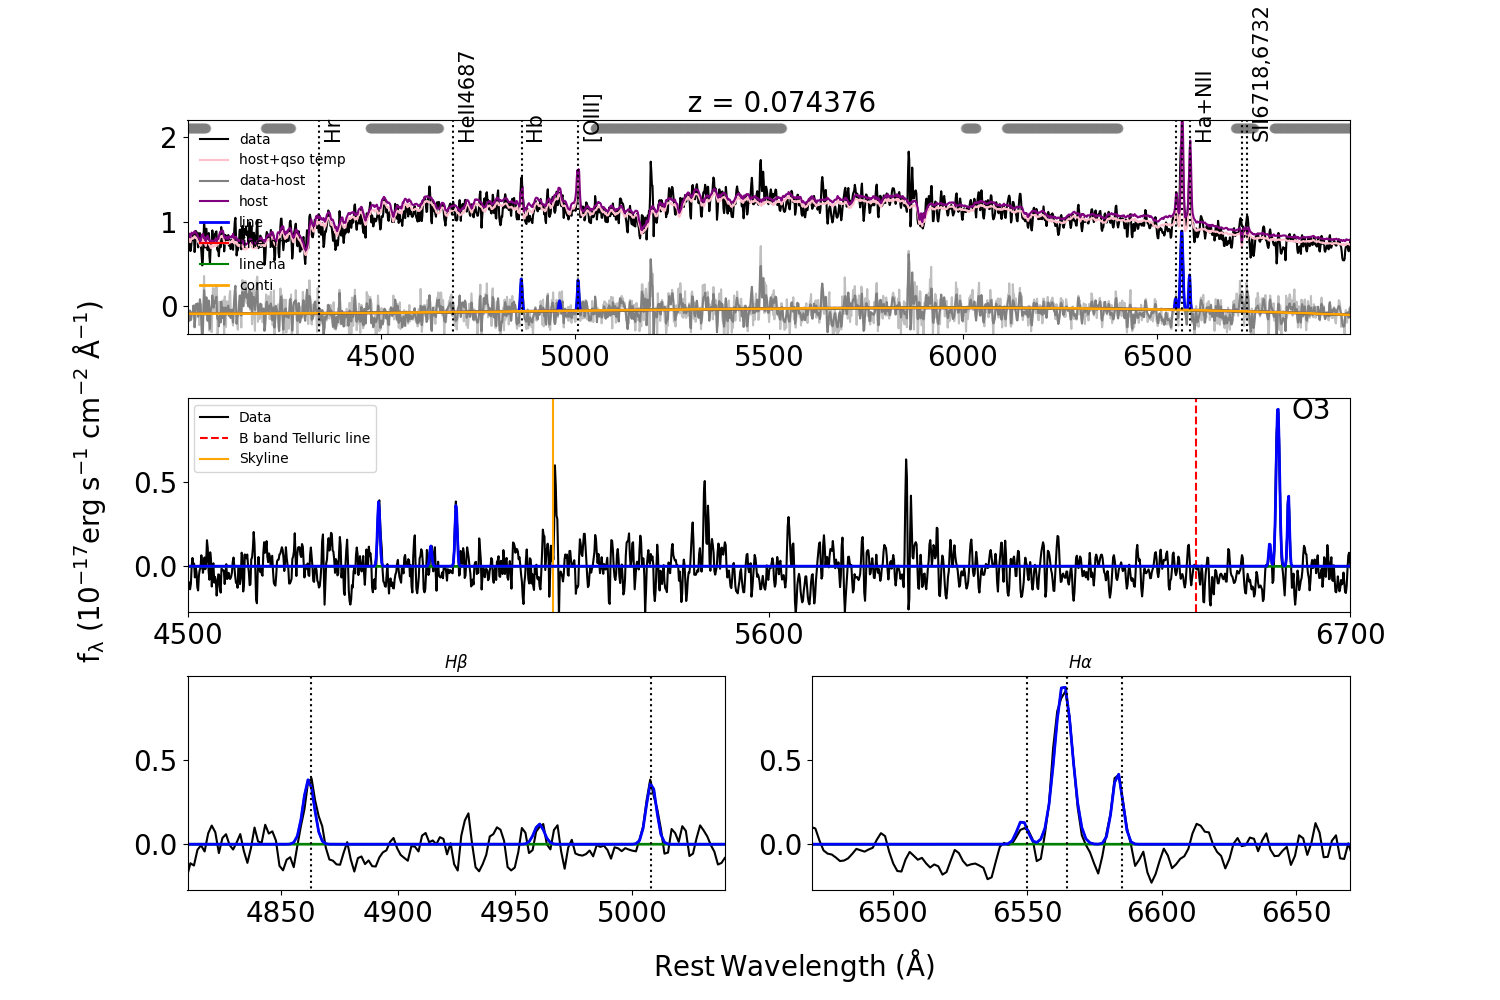 z = 0.074376
Hr
HeII4687
Hb
[OIII]
Ha+NII
SII6718,6732
data
host+qso temp
data-host
host
line
line
line na
conti
2
1
0
4500
5000
5500
6000
6500
f_λ (10^{-17} erg s^{-1} cm^{-2} Å^{-1})
Data
B band Telluric line
Skyline
O3
0.5
0.0
4500
5600
6700
Hβ
0.5
0.0
4850
4900
4950
5000
Hα
0.5
0.0
6500
6550
6600
6650
Rest Wavelength (Å)